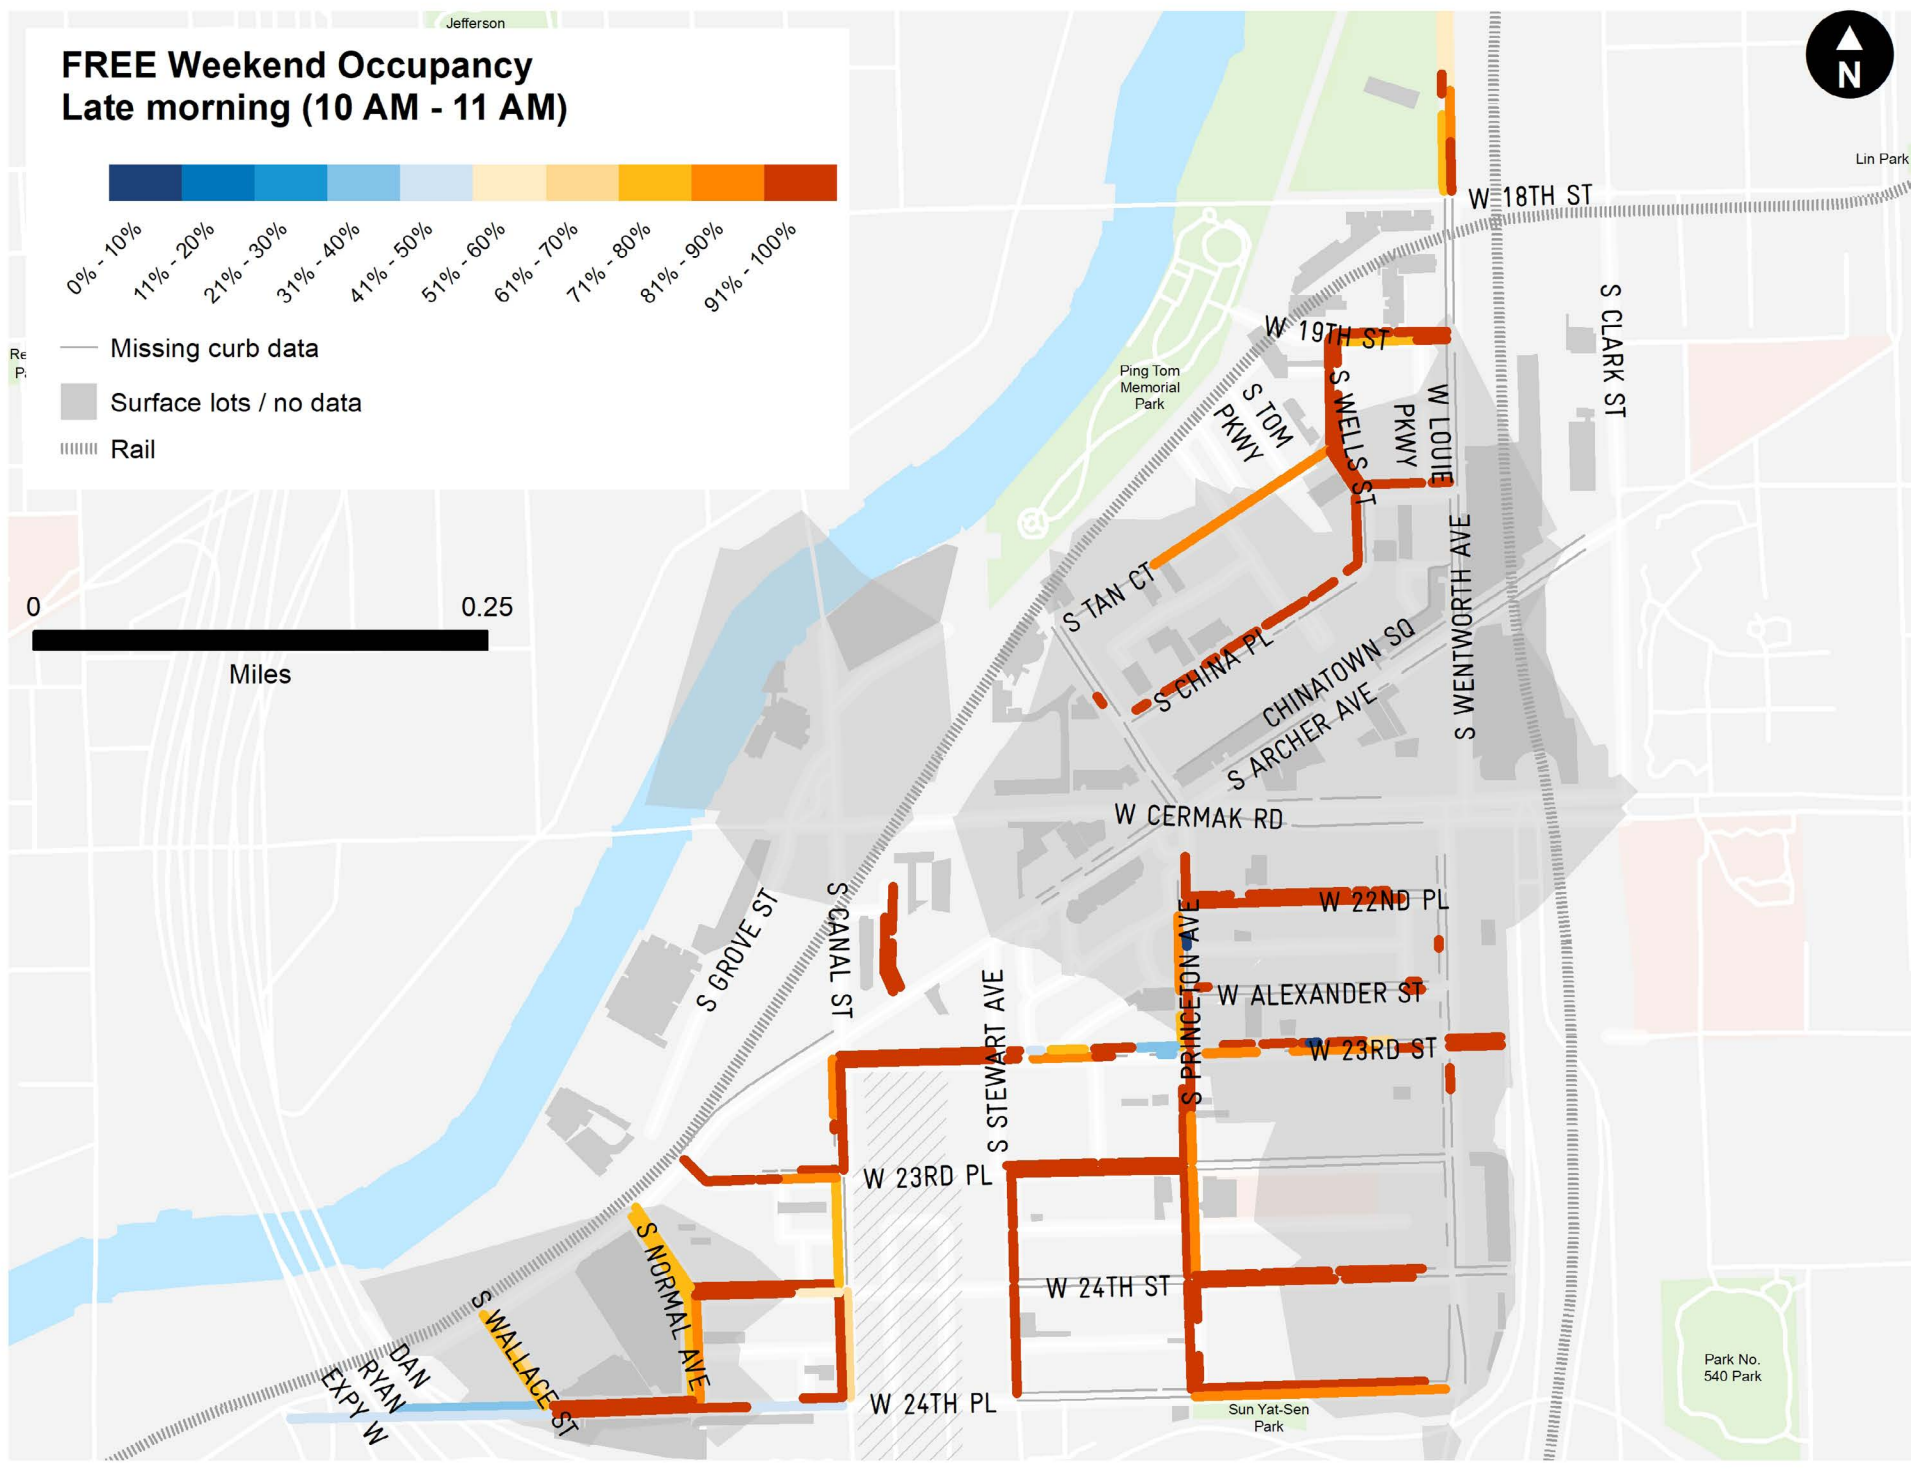 Jefferson
FREE Weekend Occupancy
Late morning (10 AM - 11 AM)
0% - 10%
11% - 20%
21% - 30%
31% - 40%
41% - 50%
51% - 60%
61% - 70%
71% - 80%
81% - 90%
91% - 100%
Missing curb data
Surface lots / no data
Rail
N
Lin Park
W 18TH ST
S CLARK ST
W 19TH ST
Ping Tom
Memorial
Park
S TOM
PKWY
S WELLS ST
W LOUIE
PKWY
0
0.25
Miles
S TAN CT
S CHINA PL
CHINATOWN SQ
S ARCHER AVE
S WENTWORTH AVE
W CERMAK RD
S GROVE ST
S CANAL ST
S STEWART AVE
S PRINCETON AVE
W 22ND PL
W ALEXANDER ST
W 23RD ST
W 23RD PL
S NORMAL AVE
S WALLACE ST
W 24TH ST
DAN
RYAN
EXPY W
W 24TH PL
Sun Yat-Sen
Park
Park No.
540 Park